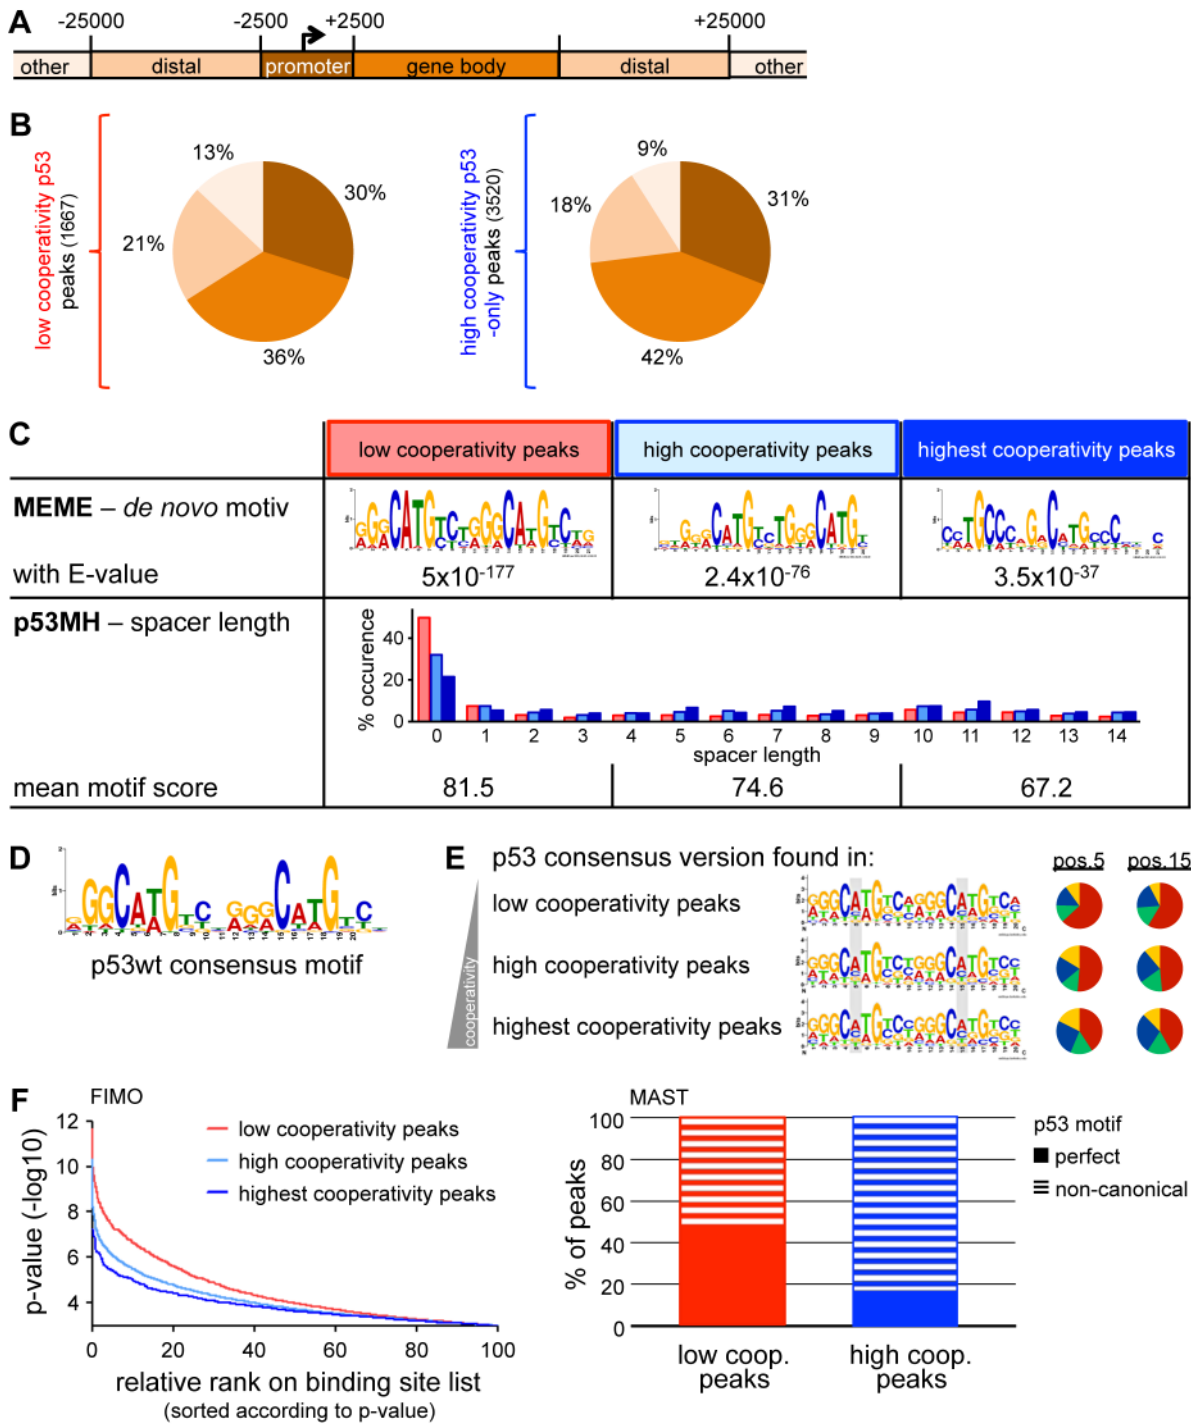 A
-25000
-2500
+2500
+25000
other
distal
promoter
gene body
distal
other
B
low cooperativity p53
peaks (1667)
13%
30%
21%
36%
high cooperativity p53
-only peaks (3520)
9%
31%
18%
42%
C
low cooperativity peaks
high cooperativity peaks
highest cooperativity peaks
MEME – de novo motiv
with E-value
5x10-177
2.4x10-76
3.5x10-37
p53MH – spacer length
% occurence
40
20
0
0 1 2 3 4 5 6 7 8 9 10 11 12 13 14
spacer length
mean motif score
81.5
74.6
67.2
D
p53wt consensus motif
E
p53 consensus version found in:
pos.5
pos.15
cooperativity
low cooperativity peaks
high cooperativity peaks
highest cooperativity peaks
F
FIMO
p-value (-log10)
12
10
8
6
4
low cooperativity peaks
high cooperativity peaks
highest cooperativity peaks
0 20 40 60 80 100
relative rank on binding site list
(sorted according to p-value)
MAST
% of peaks
100
80
60
40
20
0
low coop.
peaks
high coop.
peaks
p53 motif
perfect
non-canonical